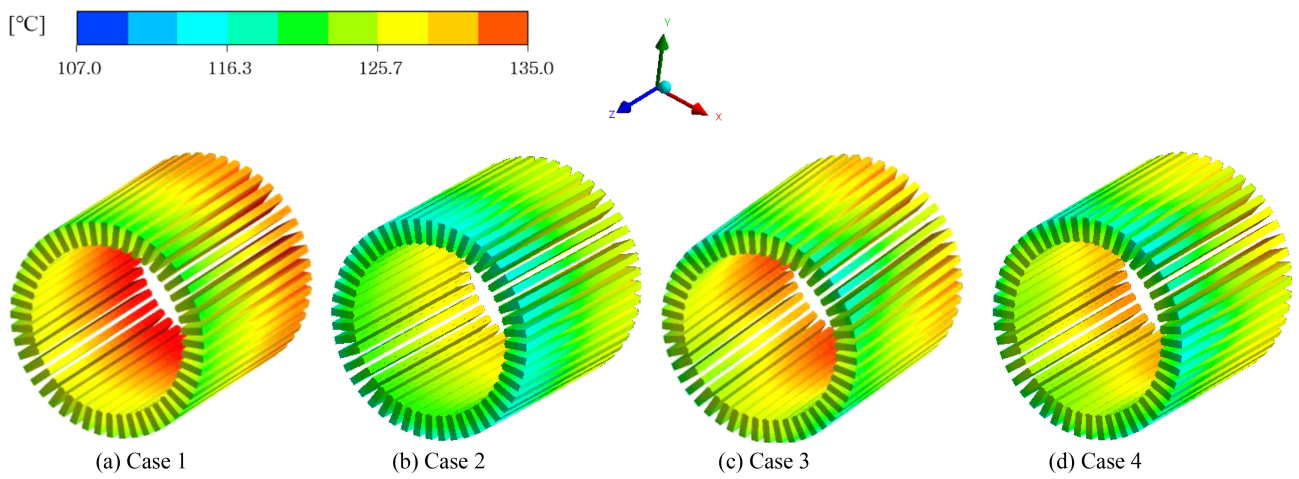 [°C]
107.0 116.3 125.7 135.0
Y
Z X
(a) Case 1 (b) Case 2 (c) Case 3 (d) Case 4